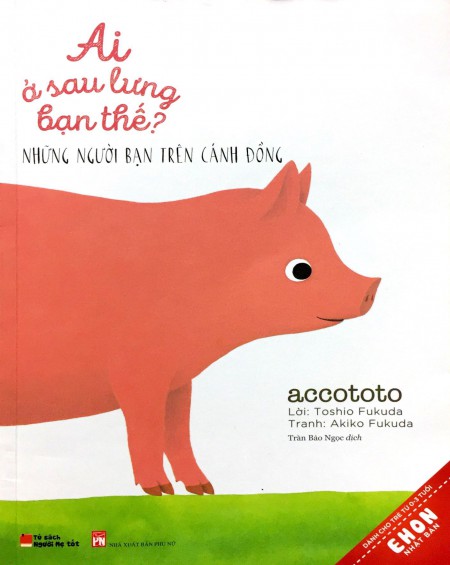 Ai
ở sau lưng
bạn thế?
NHỮNG NGƯỜI BẠN TRÊN CÁNH ĐỒNG
accototo
Lời: Toshio Fukuda
Tranh: Akiko Fukuda
Trần Bảo Ngọc dịch
Tủ sách
Người Mẹ tốt
PN
NHÀ XUẤT BẢN PHỤ NỮ
DÀNH CHO TRẺ TỪ 0-3 TUỔI
EHON
NHẬT BẢN